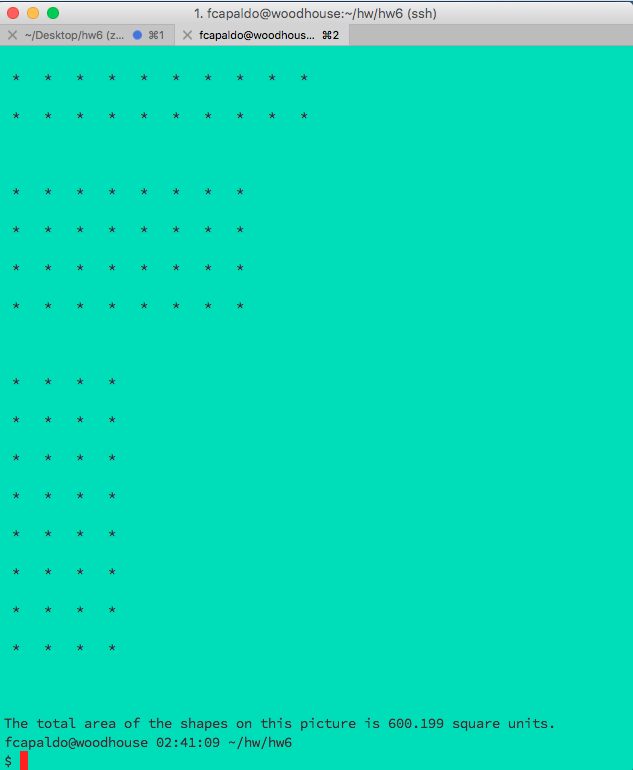 1. fcapaldo@woodhouse:~/hw/hw6 (ssh)
~/Desktop/hw6 (z... ⌘1
fcapaldo@woodhous... ⌘2
* * * * * * * * * *
* * * * * * * * * *
* * * * * * * *
* * * * * * * *
* * * * * * * *
* * * * * * * *
* * * *
* * * *
* * * *
* * * *
* * * *
* * * *
* * * *
* * * *
The total area of the shapes on this picture is 600.199 square units.
fcapaldo@woodhouse 02:41:09 ~/hw/hw6
$